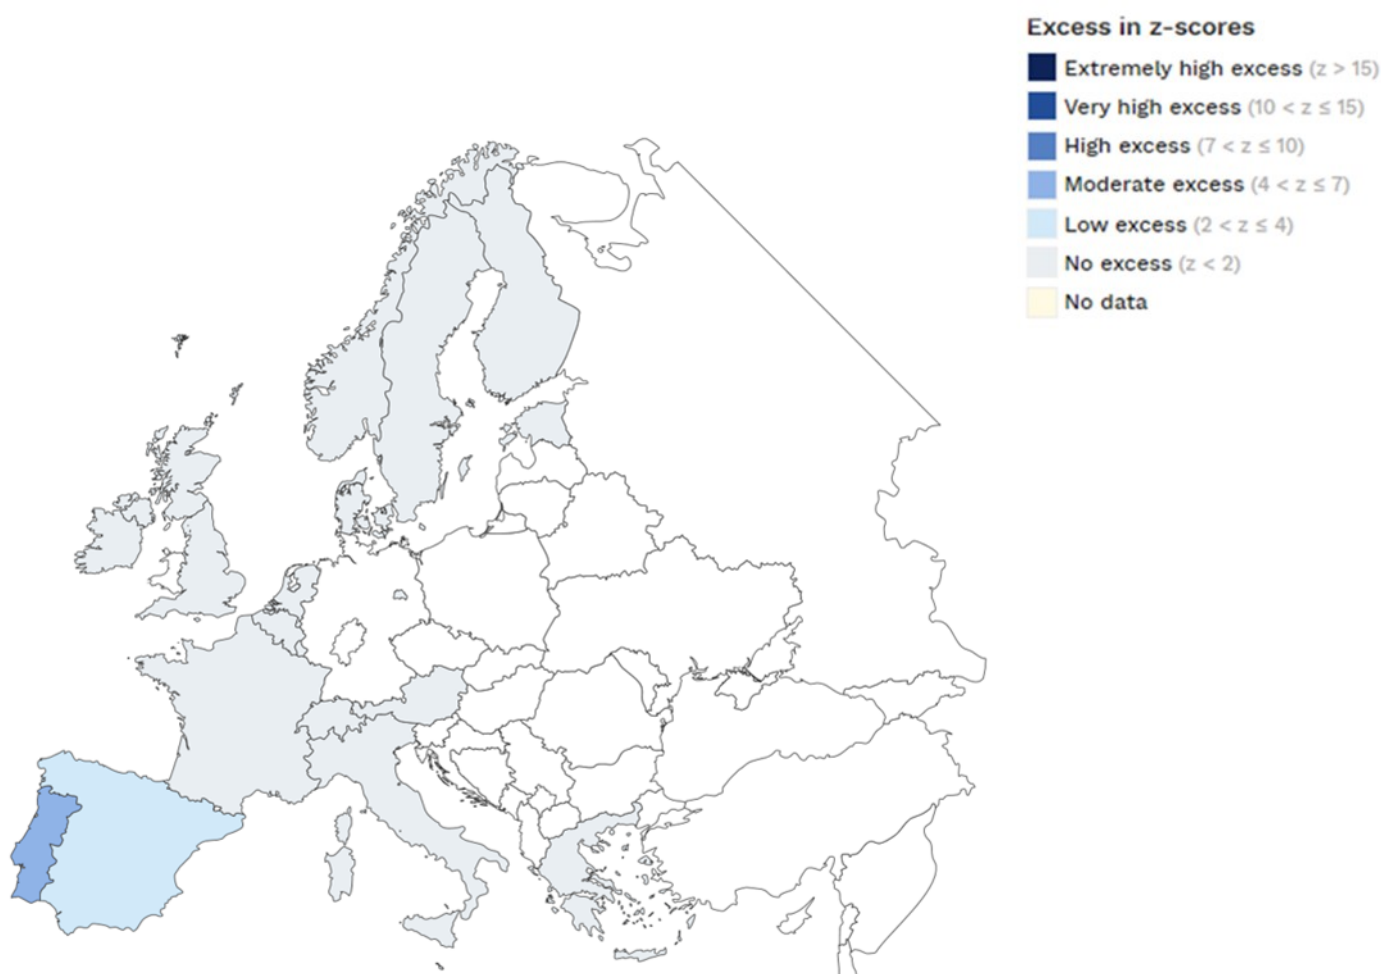 Excess in z-scores
Extremely high excess (z > 15)
Very high excess (10 < z ≤ 15)
High excess (7 < z ≤ 10)
Moderate excess (4 < z ≤ 7)
Low excess (2 < z ≤ 4)
No excess (z < 2)
No data